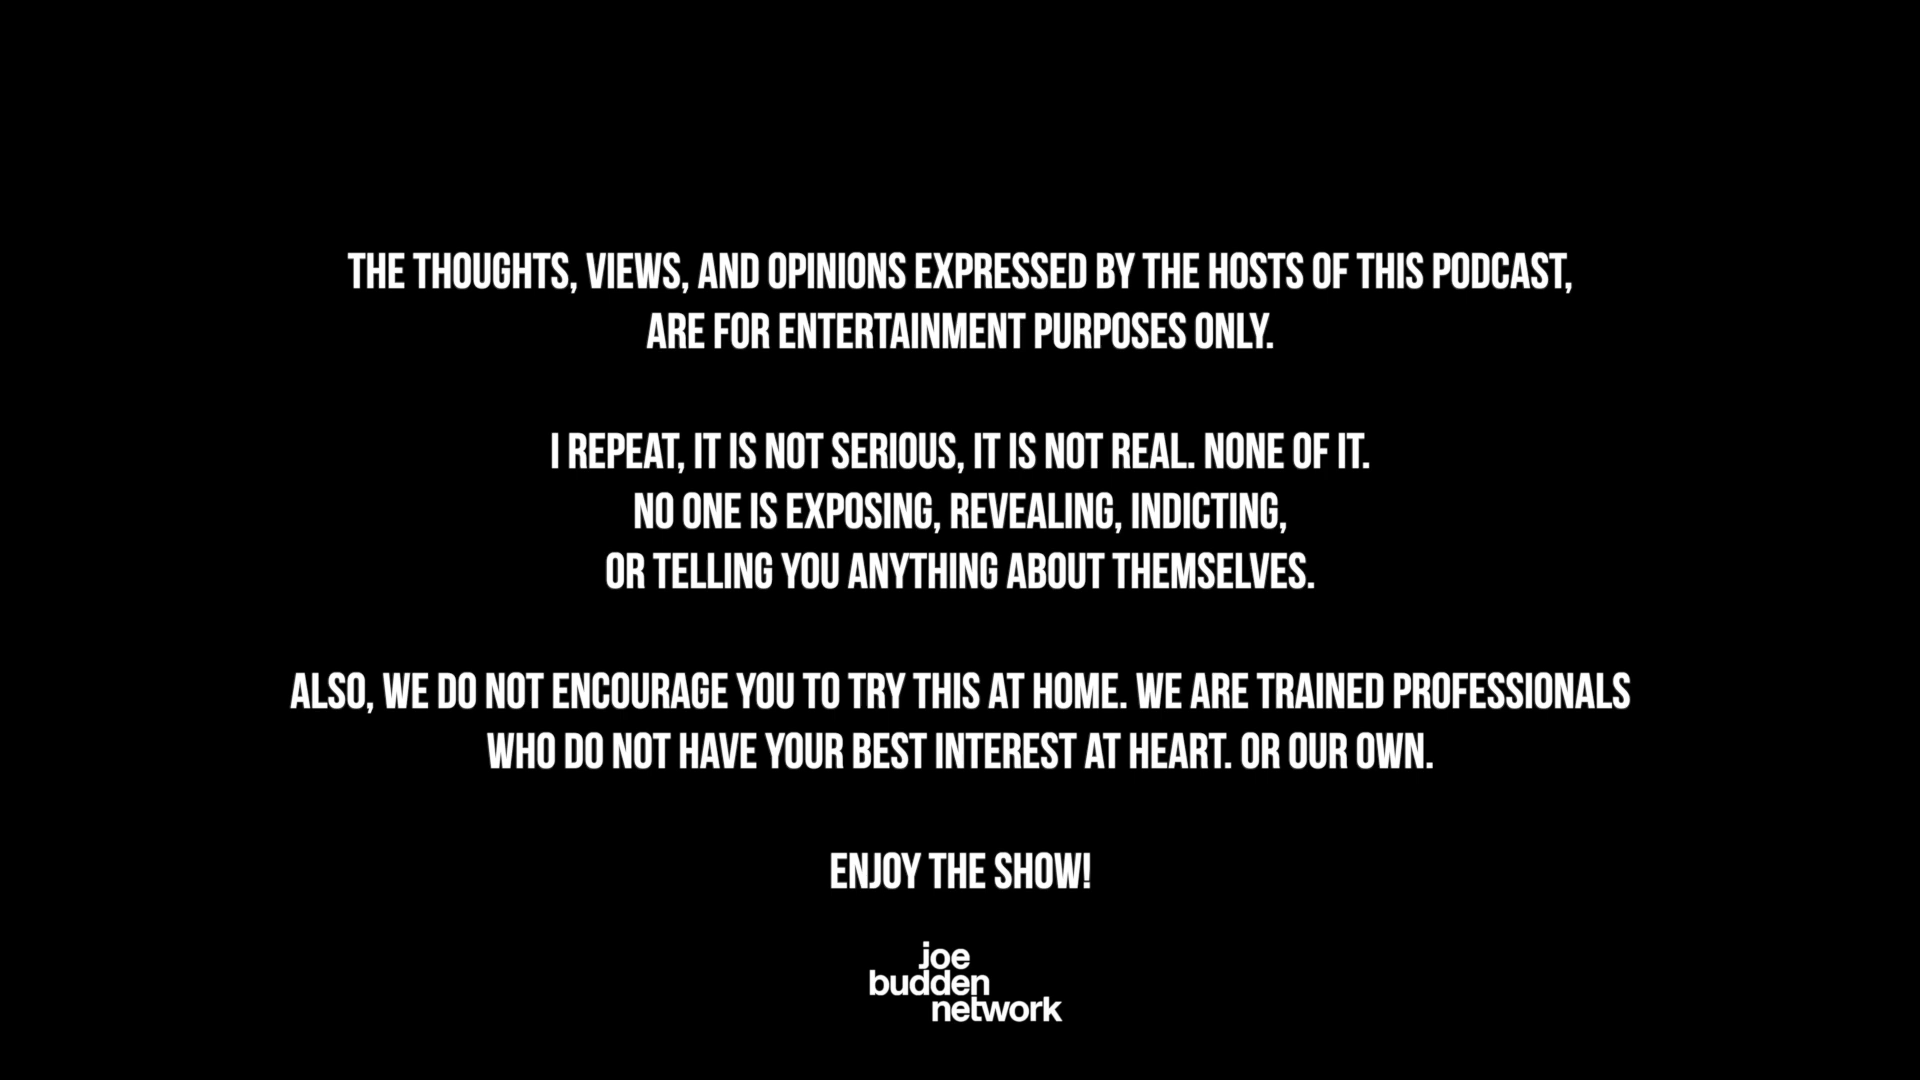 THE THOUGHTS, VIEWS, AND OPINIONS EXPRESSED BY THE HOSTS OF THIS PODCAST,
ARE FOR ENTERTAINMENT PURPOSES ONLY.
I REPEAT, IT IS NOT SERIOUS, IT IS NOT REAL. NONE OF IT.
NO ONE IS EXPOSING, REVEALING, INDICTING,
OR TELLING YOU ANYTHING ABOUT THEMSELVES.
ALSO, WE DO NOT ENCOURAGE YOU TO TRY THIS AT HOME. WE ARE TRAINED PROFESSIONALS
WHO DO NOT HAVE YOUR BEST INTEREST AT HEART. OR OUR OWN.
ENJOY THE SHOW!
joe
budden
network